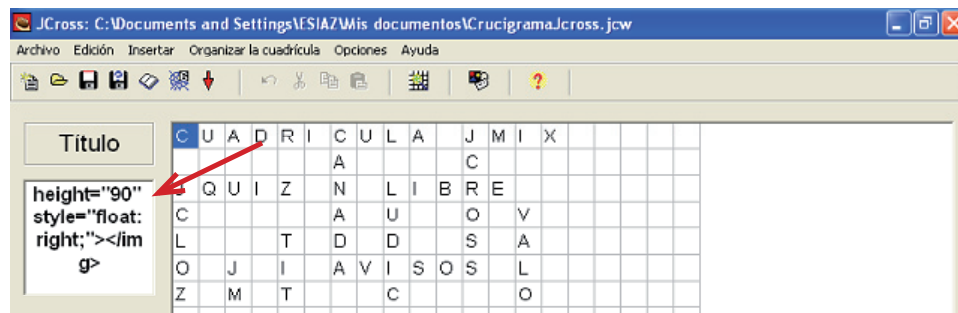 JCross: C:\Documents and Settings\ESIAZ\Mis documentos\CrucigramaJcross.jcw
Archivo Edición Insertar Organizar la cuadrícula Opciones Ayuda
?
Título
height="90"
style="float:
right;"></im
g>
C U A D R I C U L A J M I X
A C
J Q U I Z N L I B R E
C A U O V
L T D D S A
O J I A V I S O S L
Z M T C O